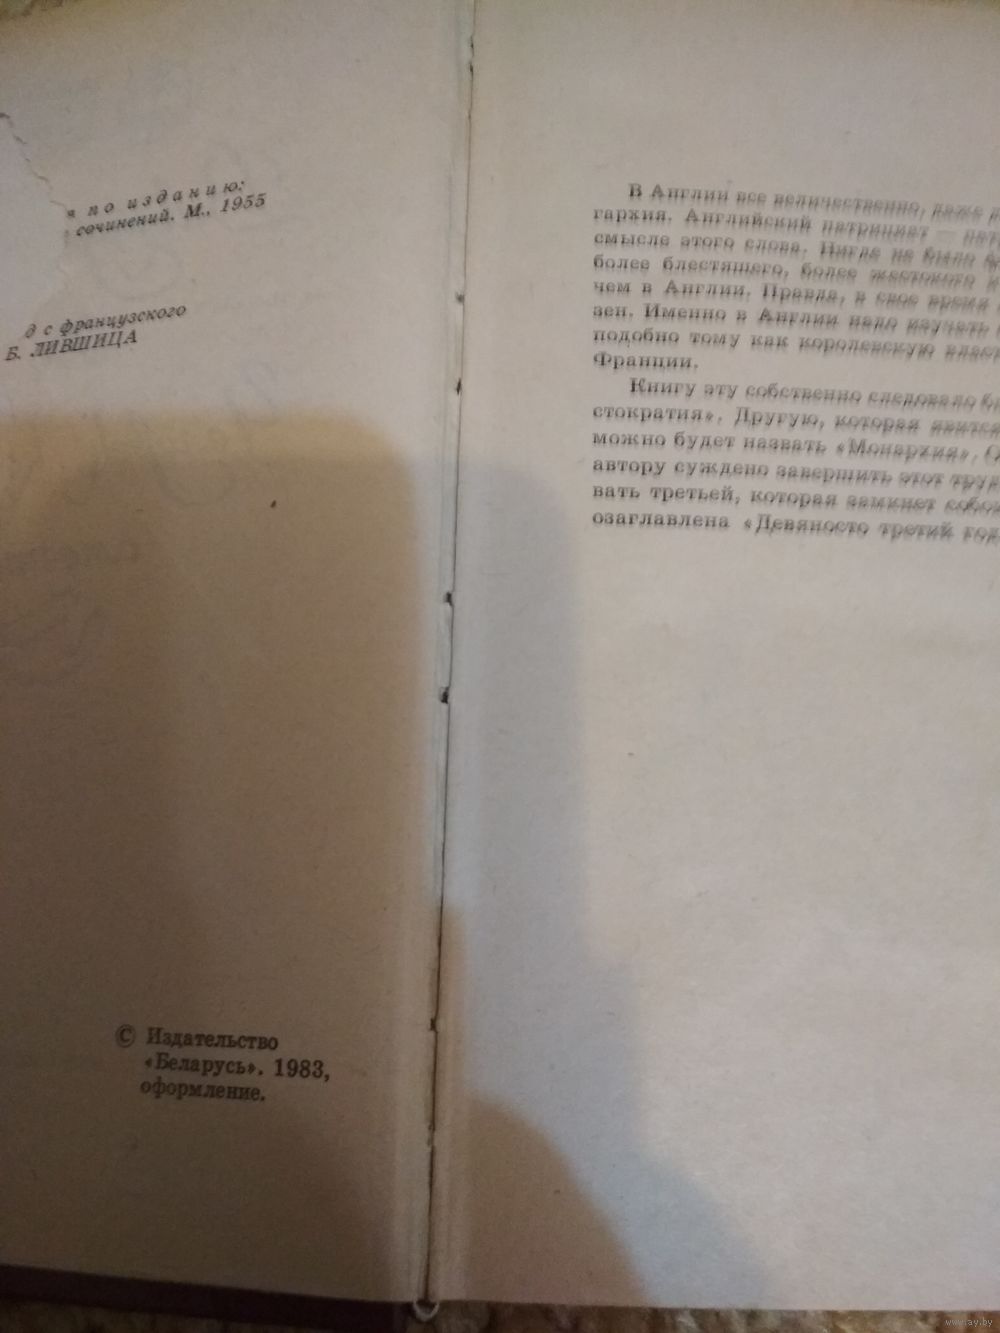 я по изданию:
сочинений. М., 1955
д с французского
Б. ЛИВШИЦА
© Издательство
«Беларусь». 1983,
оформление.
В Англии все величественно, даже
гархия. Английский патрициат —
смысле этого слова. Нигде не было
более блестящего, более жестокого и
чем в Англии. Правда, в свое время
зен. Именно в Англии надо изучать
подобно тому как королевскую власть
Франции.
Книгу эту собственно следовало
стократия». Другую, которая явится
можно будет назвать «Монархия».
автору суждено завершить этот труд
вать третьей, которая замкнет собою
озаглавлена «Девяносто третий год
www.ay.by